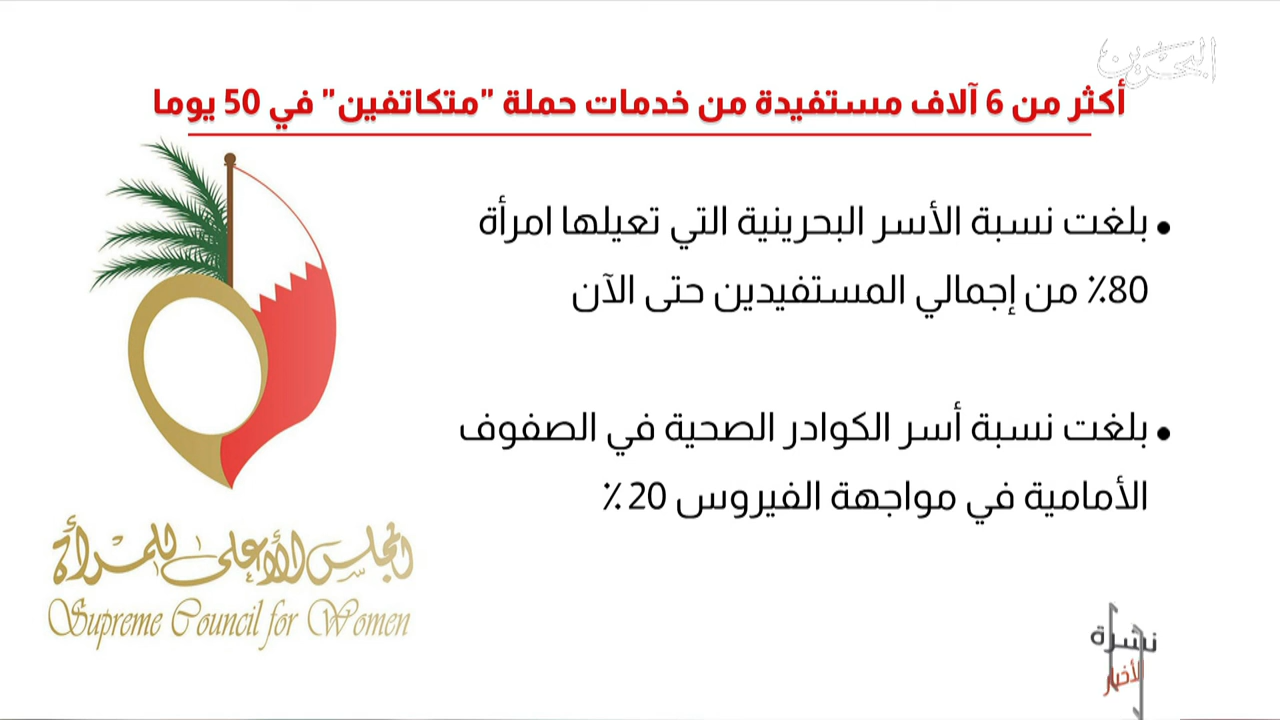 البحرين
أكثر من 6 آلاف مستفيدة من خدمات حملة "متكاتفين" في 50 يوما
• بلغت نسبة الأسر البحرينية التي تعيلها امرأة
80٪ من إجمالي المستفيدين حتى الآن
• بلغت نسبة أسر الكوادر الصحية في الصفوف
الأمامية في مواجهة الفيروس 20 ٪
المجلس الأعلى للمرأة
Supreme Council for Women
نشرة
الأخبار